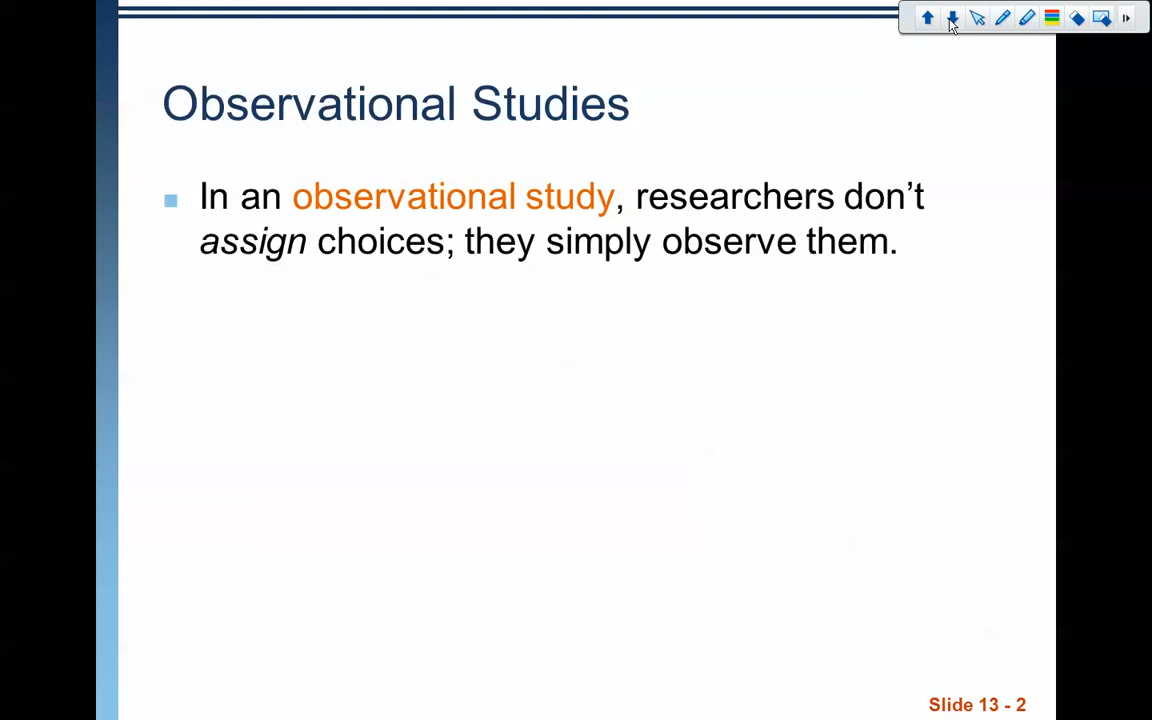 Observational Studies
In an observational study, researchers don’t
assign choices; they simply observe them.
Slide 13 - 2